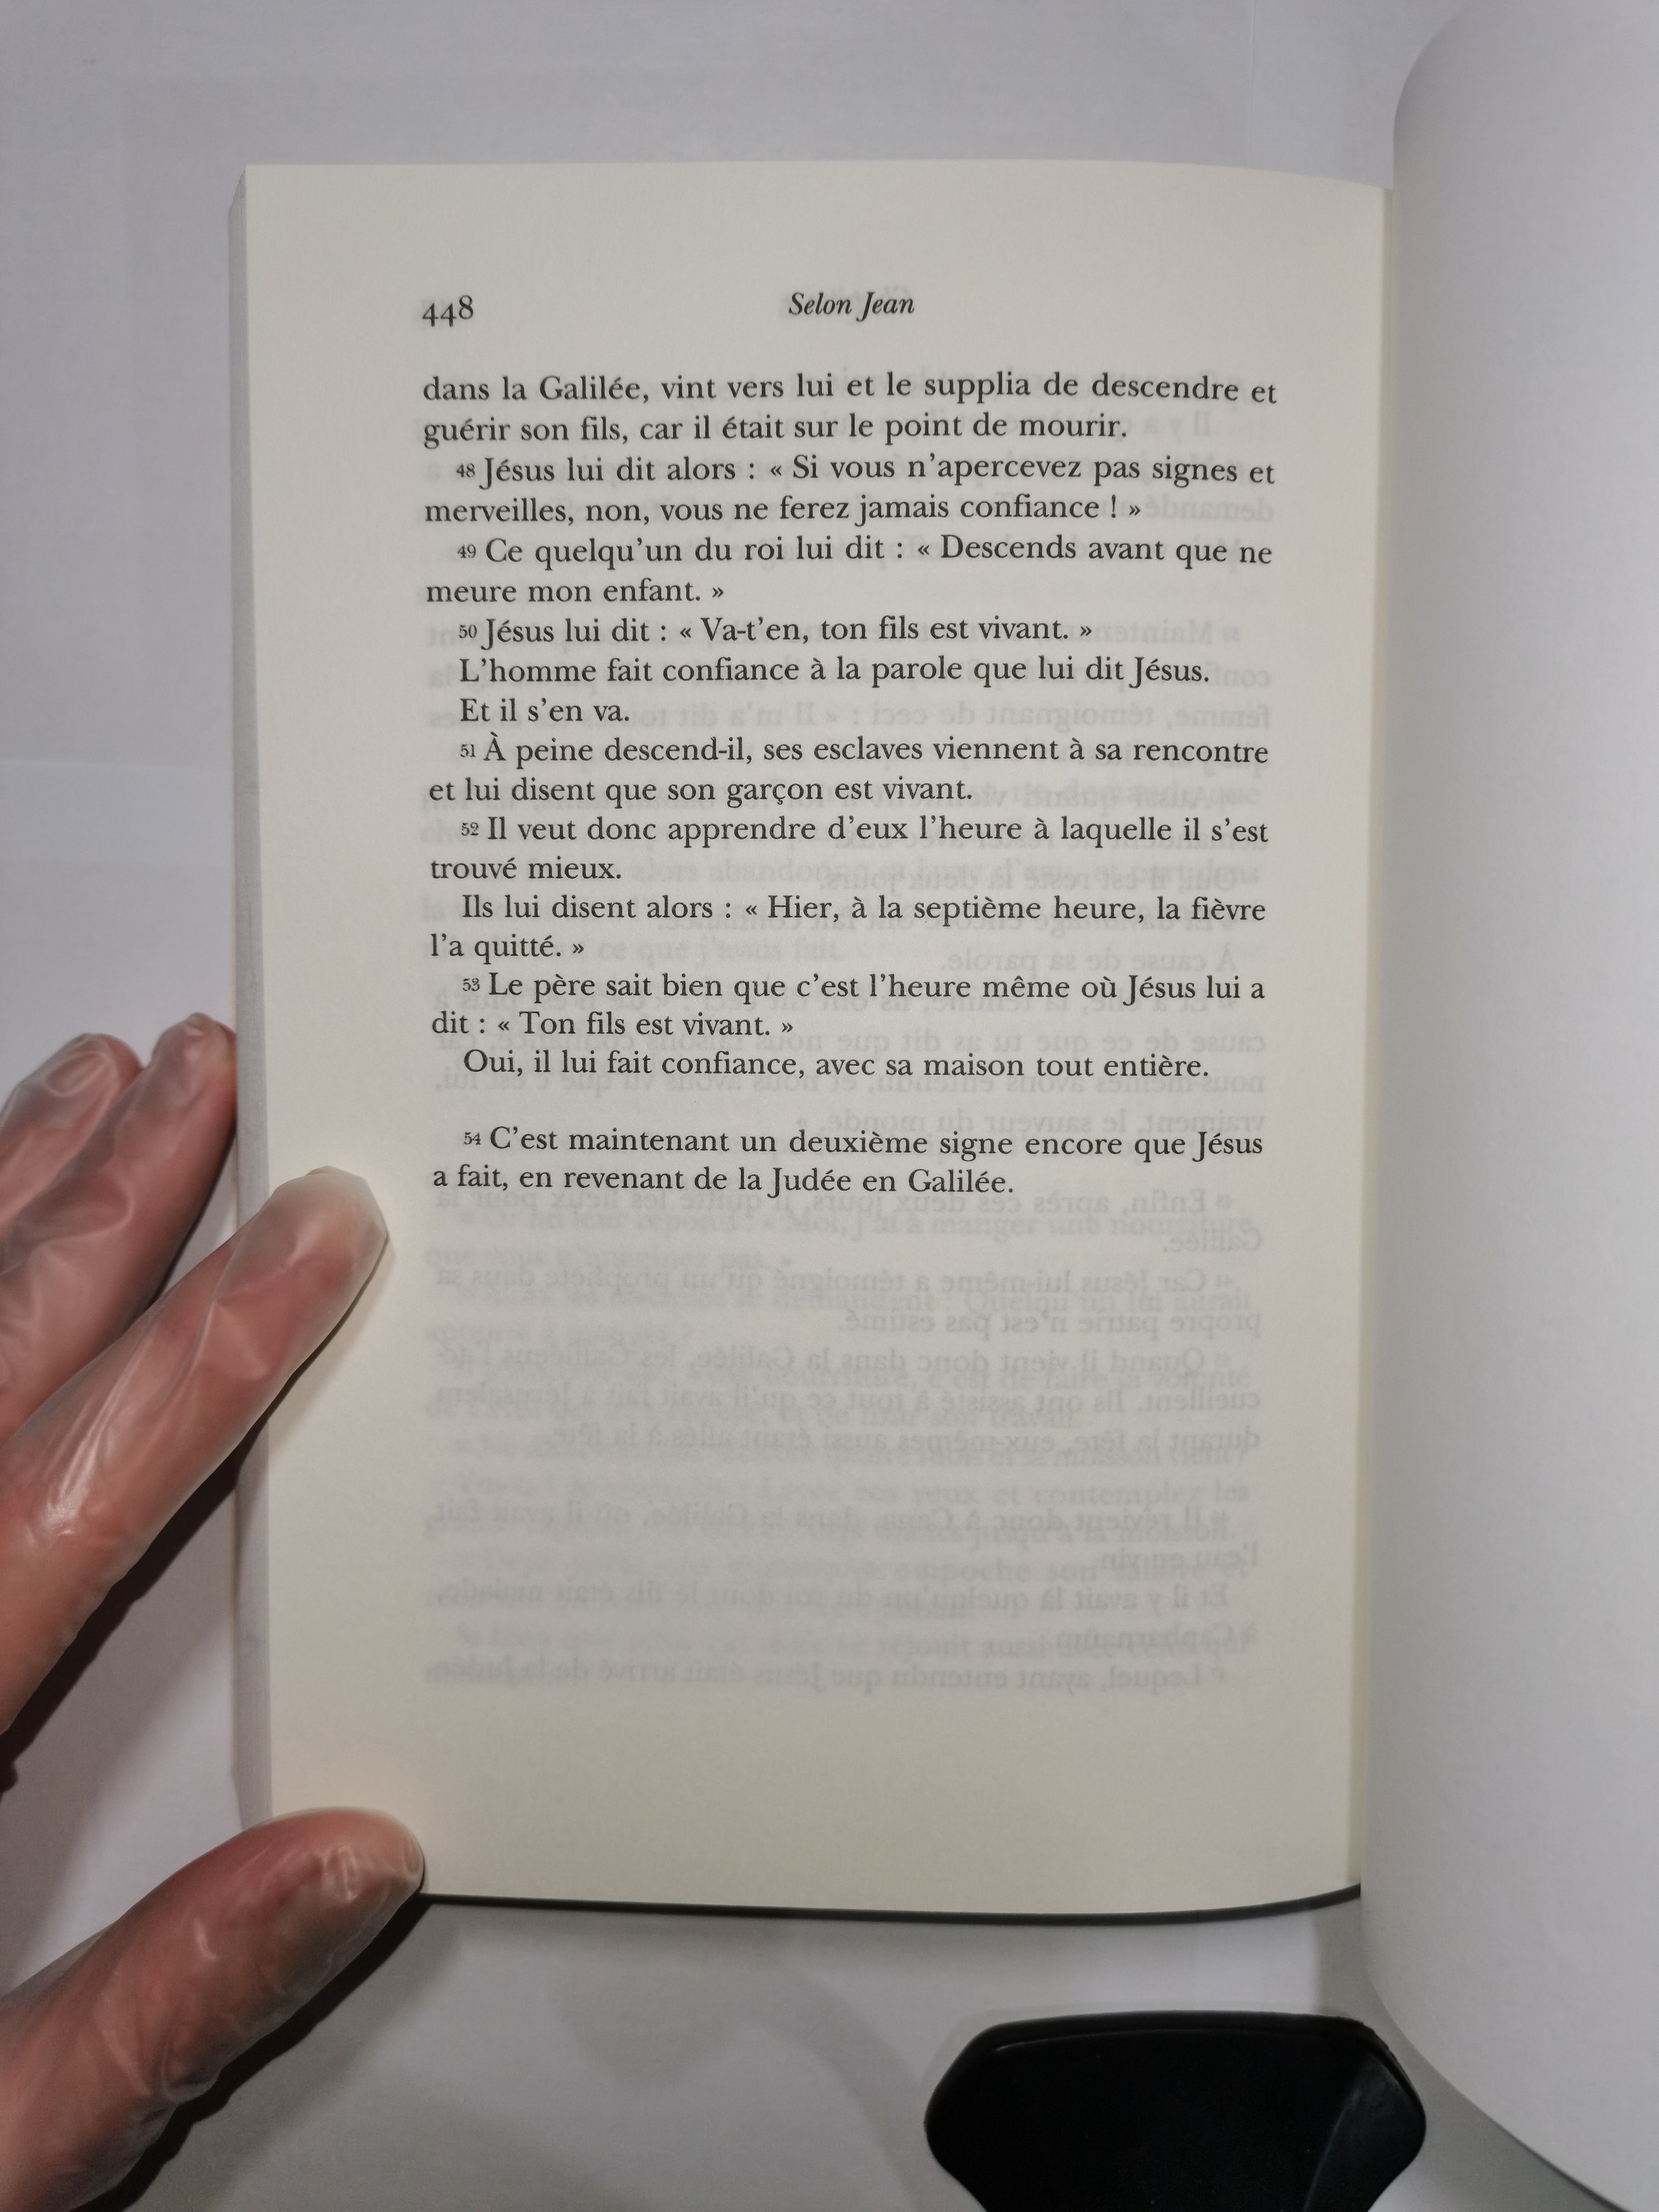 448
Selon Jean
dans la Galilée, vint vers lui et le supplia de descendre et
guérir son fils, car il était sur le point de mourir.
48 Jésus lui dit alors : « Si vous n'apercevez pas signes et
merveilles, non, vous ne ferez jamais confiance ! »
49 Ce quelqu'un du roi lui dit : « Descends avant que ne
meure mon enfant. »
50 Jésus lui dit : « Va-t'en, ton fils est vivant. »
L'homme fait confiance à la parole que lui dit Jésus.
Et il s'en va.
51 À peine descend-il, ses esclaves viennent à sa rencontre
et lui disent que son garçon est vivant.
52 Il veut donc apprendre d'eux l'heure à laquelle il s'est
trouvé mieux.
Ils lui disent alors : « Hier, à la septième heure, la fièvre
l'a quitté. »
53 Le père sait bien que c'est l'heure même où Jésus lui a
dit : « Ton fils est vivant. »
Oui, il lui fait confiance, avec sa maison tout entière.
54 C'est maintenant un deuxième signe encore que Jésus
a fait, en revenant de la Judée en Galilée.